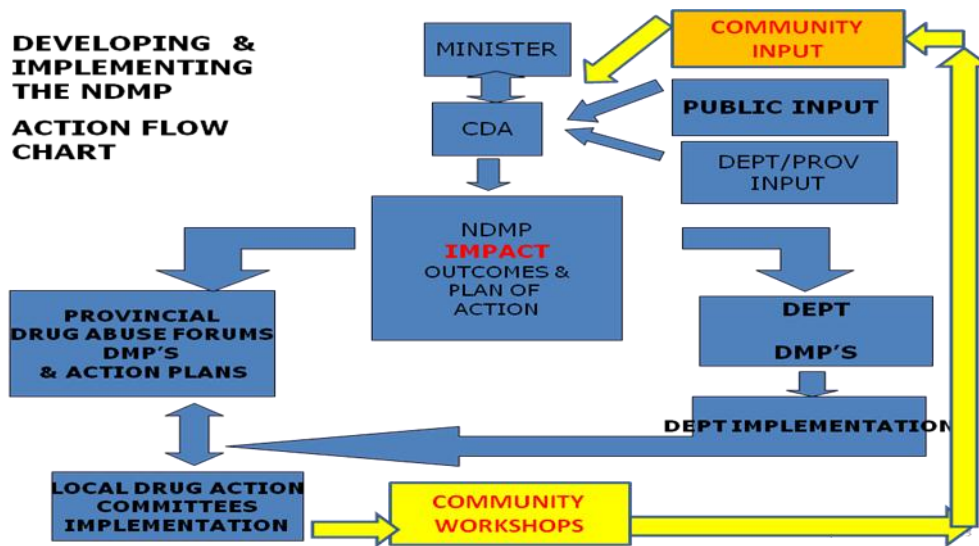 DEVELOPING &
IMPLEMENTING
THE NDMP
ACTION FLOW
CHART
MINISTER
COMMUNITY
INPUT
CDA
PUBLIC INPUT
DEPT/PROV
INPUT
NDMP
IMPACT
OUTCOMES &
PLAN OF
ACTION
PROVINCIAL
DRUG ABUSE FORUMS
DMP'S
& ACTION PLANS
DEPT
DMP'S
DEPT IMPLEMENTATION
LOCAL DRUG ACTION
COMMITTEES
IMPLEMENTATION
COMMUNITY
WORKSHOPS